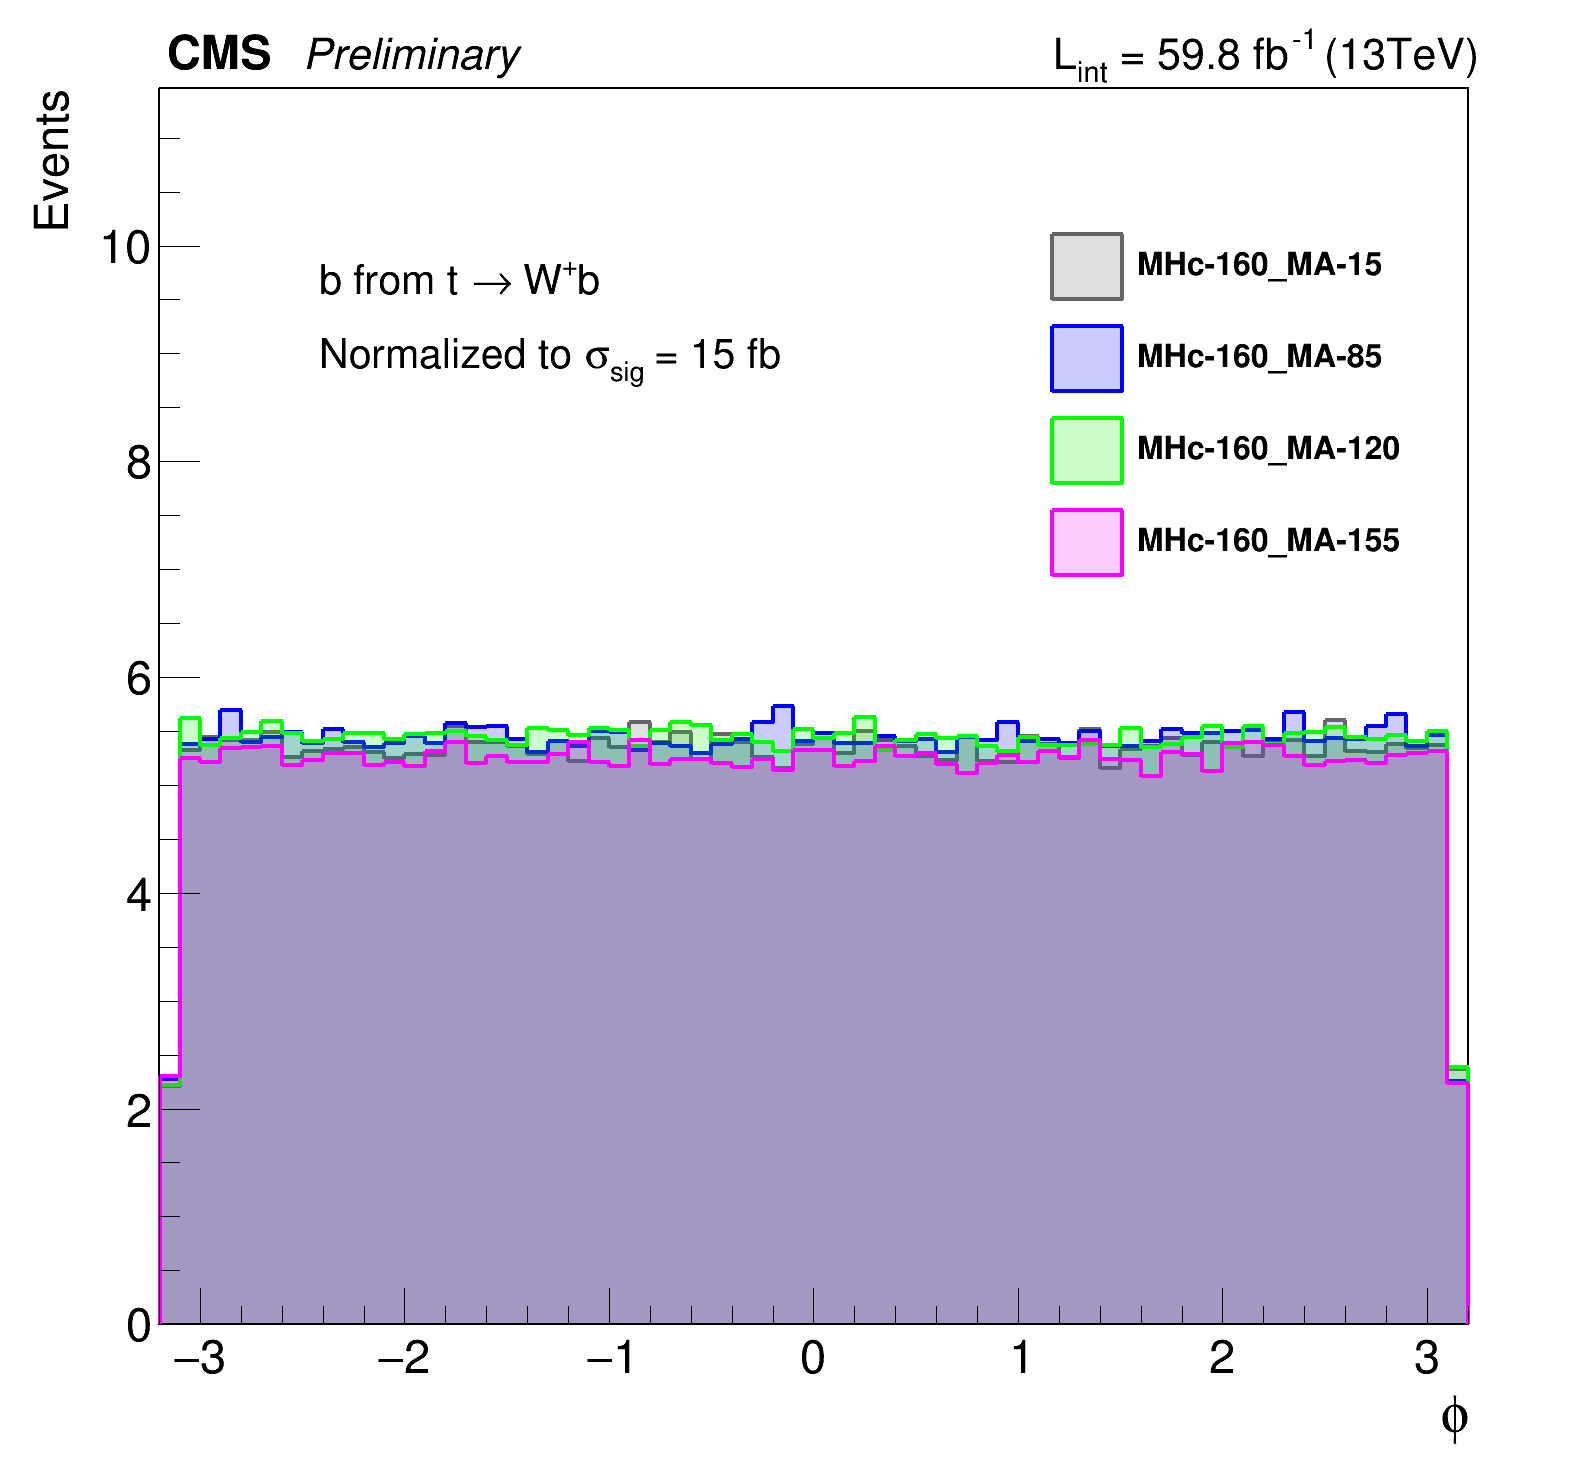 CMS Preliminary
L_int = 59.8 fb^-1 (13TeV)
Events
b from t → W⁺b
Normalized to σ_sig = 15 fb
MHc-160_MA-15
MHc-160_MA-85
MHc-160_MA-120
MHc-160_MA-155
10
8
6
4
2
0
−3 −2 −1 0 1 2 3
ϕ